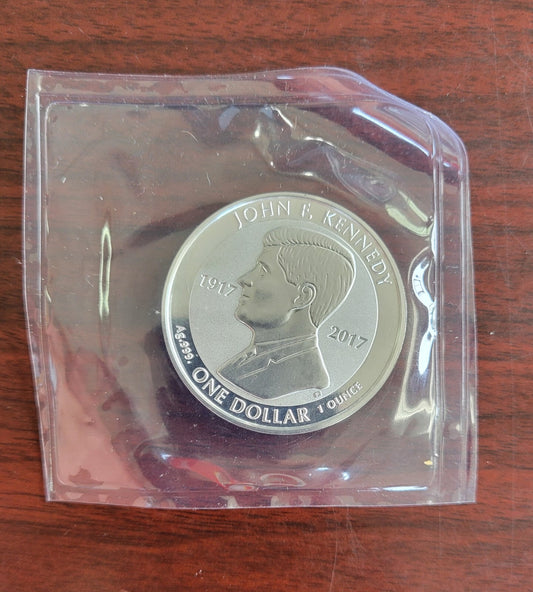 JOHN F. KENNEDY
1917
2017
Ag.999.
ONE DOLLAR
1 OUNCE